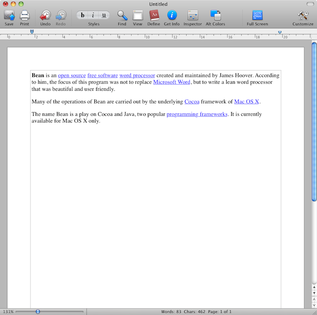 Untitled
Save Print Undo Redo b i u Styles Find View Define Get Info Inspector Alt Colors Full Screen Customize
Bean is an open source free software word processor created and maintained by James Hoover. According
to him, the focus of this program was not to replace Microsoft Word, but to write a lean word processor
that was beautiful and user friendly.
Many of the operations of Bean are carried out by the underlying Cocoa framework of Mac OS X.
The name Bean is a play on Cocoa and Java, two popular programming frameworks. It is currently
available for Mac OS X only.
Words: 83 Chars: 462 Page 1 of 1